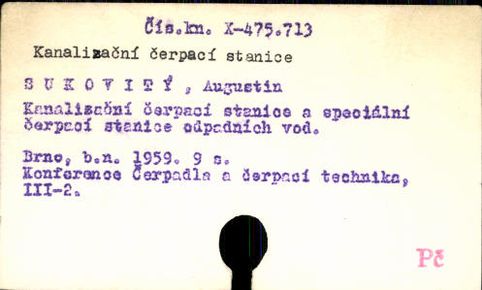 Čís.kn. X-475.713
Kanalizační čerpací stanice
S U K O V I T Ý , Augustin
Kanalizační čerpací stanice a speciální
čerpací stanice odpadních vod.
Brno, b.n. 1959. 9 s.
Konference Čerpadla a čerpací technika,
III-2.
Pč